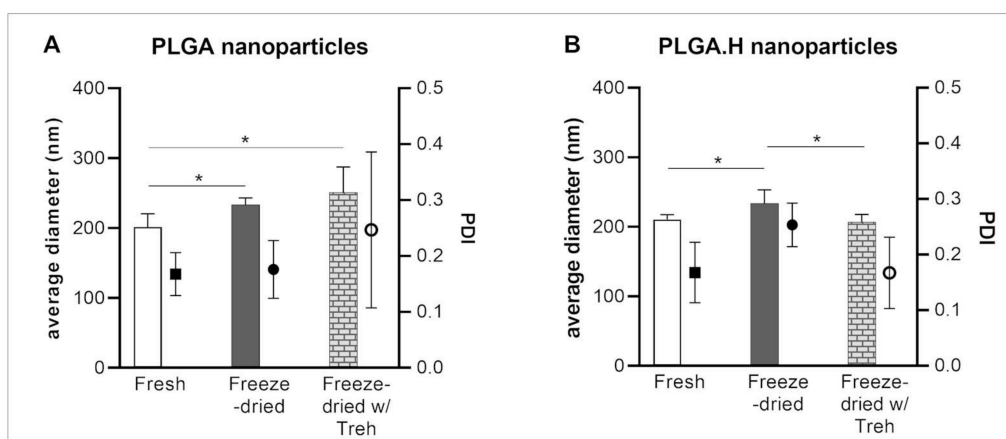 A
PLGA nanoparticles
400
300
200
100
0
average diameter (nm)
0.5
0.4
0.3
0.2
0.1
0.0
PDI
*
*
Fresh
Freeze
-dried
Freeze-
dried w/
Treh
B
PLGA.H nanoparticles
400
300
200
100
0
average diameter (nm)
0.5
0.4
0.3
0.2
0.1
0.0
PDI
*
*
Fresh
Freeze
-dried
Freeze-
dried w/
Treh